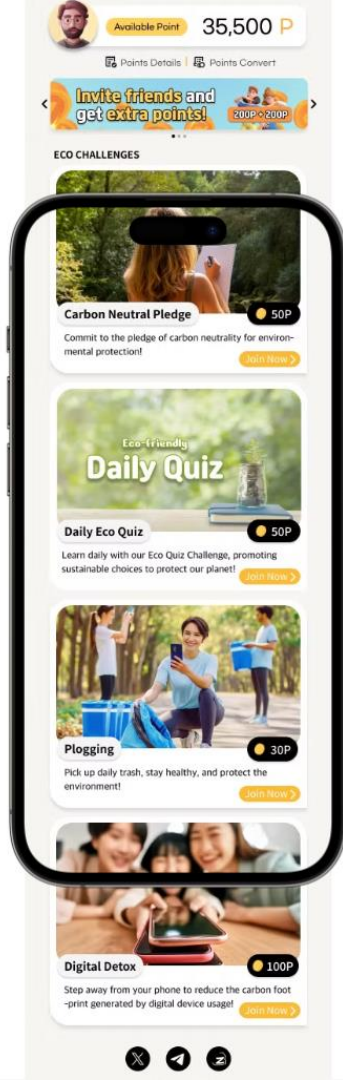 Available Point 35,500 P
Points Details | Points Convert
Invite friends and
get extra points!
200P + 200P
ECO CHALLENGES
Carbon Neutral Pledge 50P
Commit to the pledge of carbon neutrality for environ-
mental protection!
Join Now >
Eco-friendly
Daily Quiz
Daily Eco Quiz 50P
Learn daily with our Eco Quiz Challenge, promoting
sustainable choices to protect our planet!
Join Now >
Plogging 30P
Pick up daily trash, stay healthy, and protect the
environment!
Join Now >
Digital Detox 100P
Step away from your phone to reduce the carbon foot
-print generated by digital device usage!
Join Now >